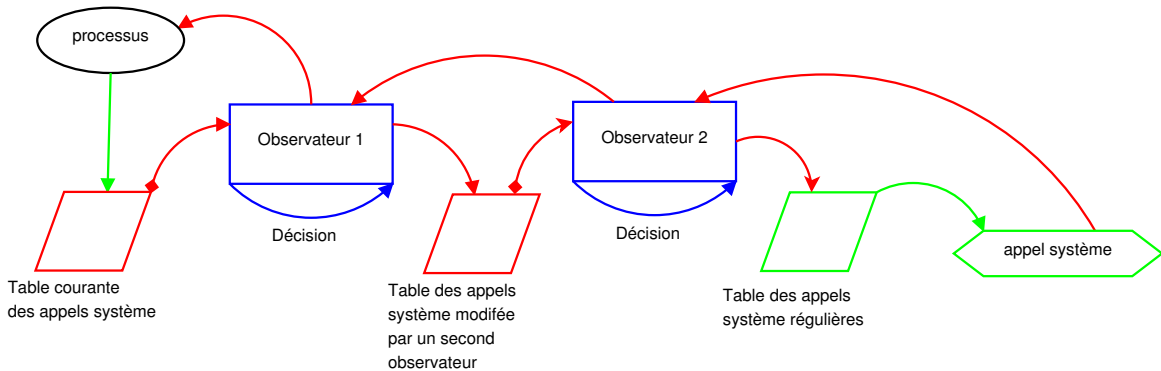 processus
Observateur 1
Observateur 2
Décision
Décision
appel système
Table courante
des appels système
Table des appels
système modifée
par un second
observateur
Table des appels
système régulières